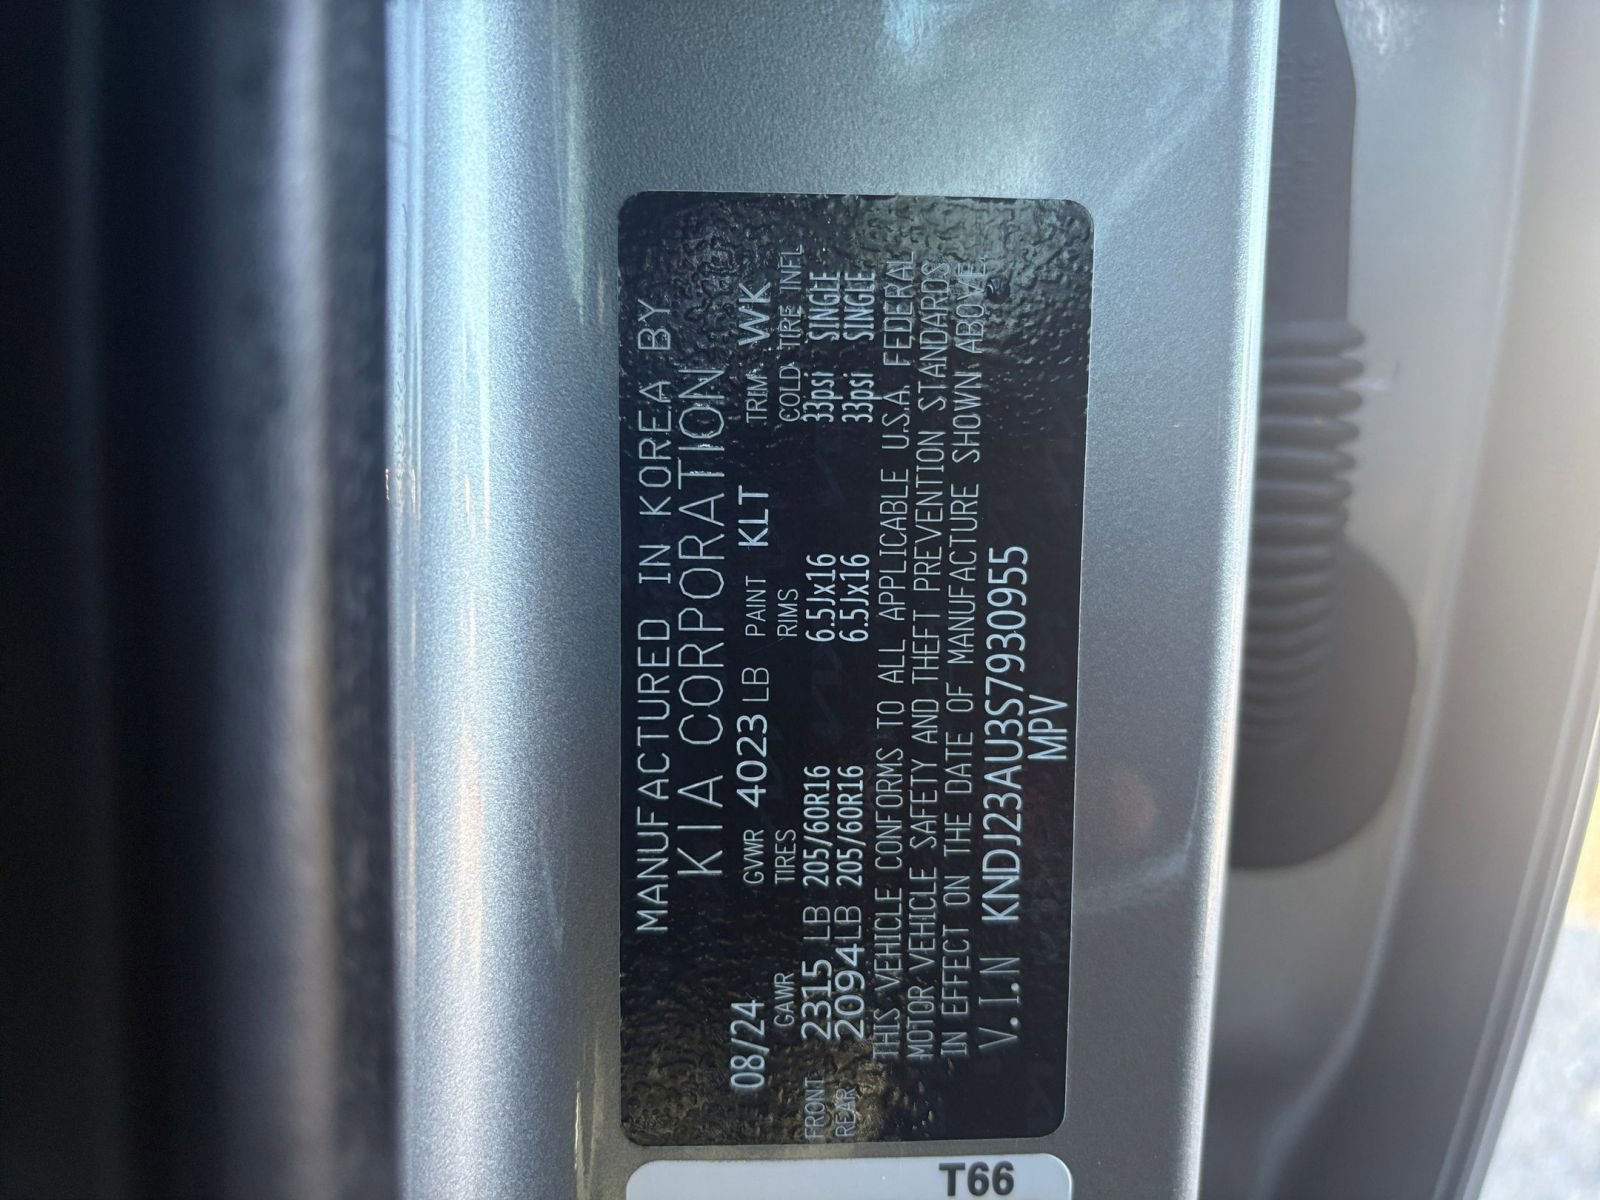 MANUFACTURED IN KOREA BY
KIA CORPORATION
08/24 GVWR 4023 LB PAINT KLT TRIM WK
GAWR TIRES RIMS COLD TIRE INFL
FRONT 2315 LB 205/60R16 6.5Jx16 33psi SINGLE
REAR 2094 LB 205/60R16 6.5Jx16 33psi SINGLE
THIS VEHICLE CONFORMS TO ALL APPLICABLE U.S.A. FEDERAL
MOTOR VEHICLE SAFETY AND THEFT PREVENTION STANDARDS
IN EFFECT ON THE DATE OF MANUFACTURE SHOWN ABOVE.
V.I.N KNDJ23AU3S7930955
MPV
T66